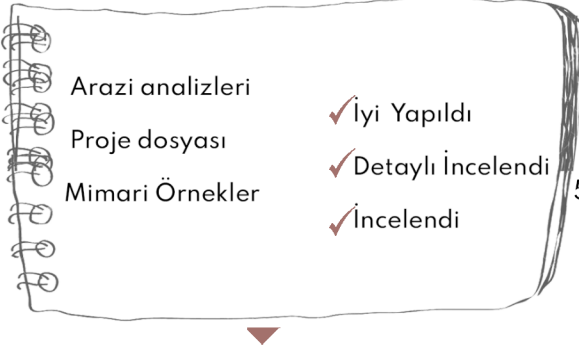 Arazi analizleri
Proje dosyası
Mimari Örnekler
İyi Yapıldı
Detaylı İncelendi
İncelendi